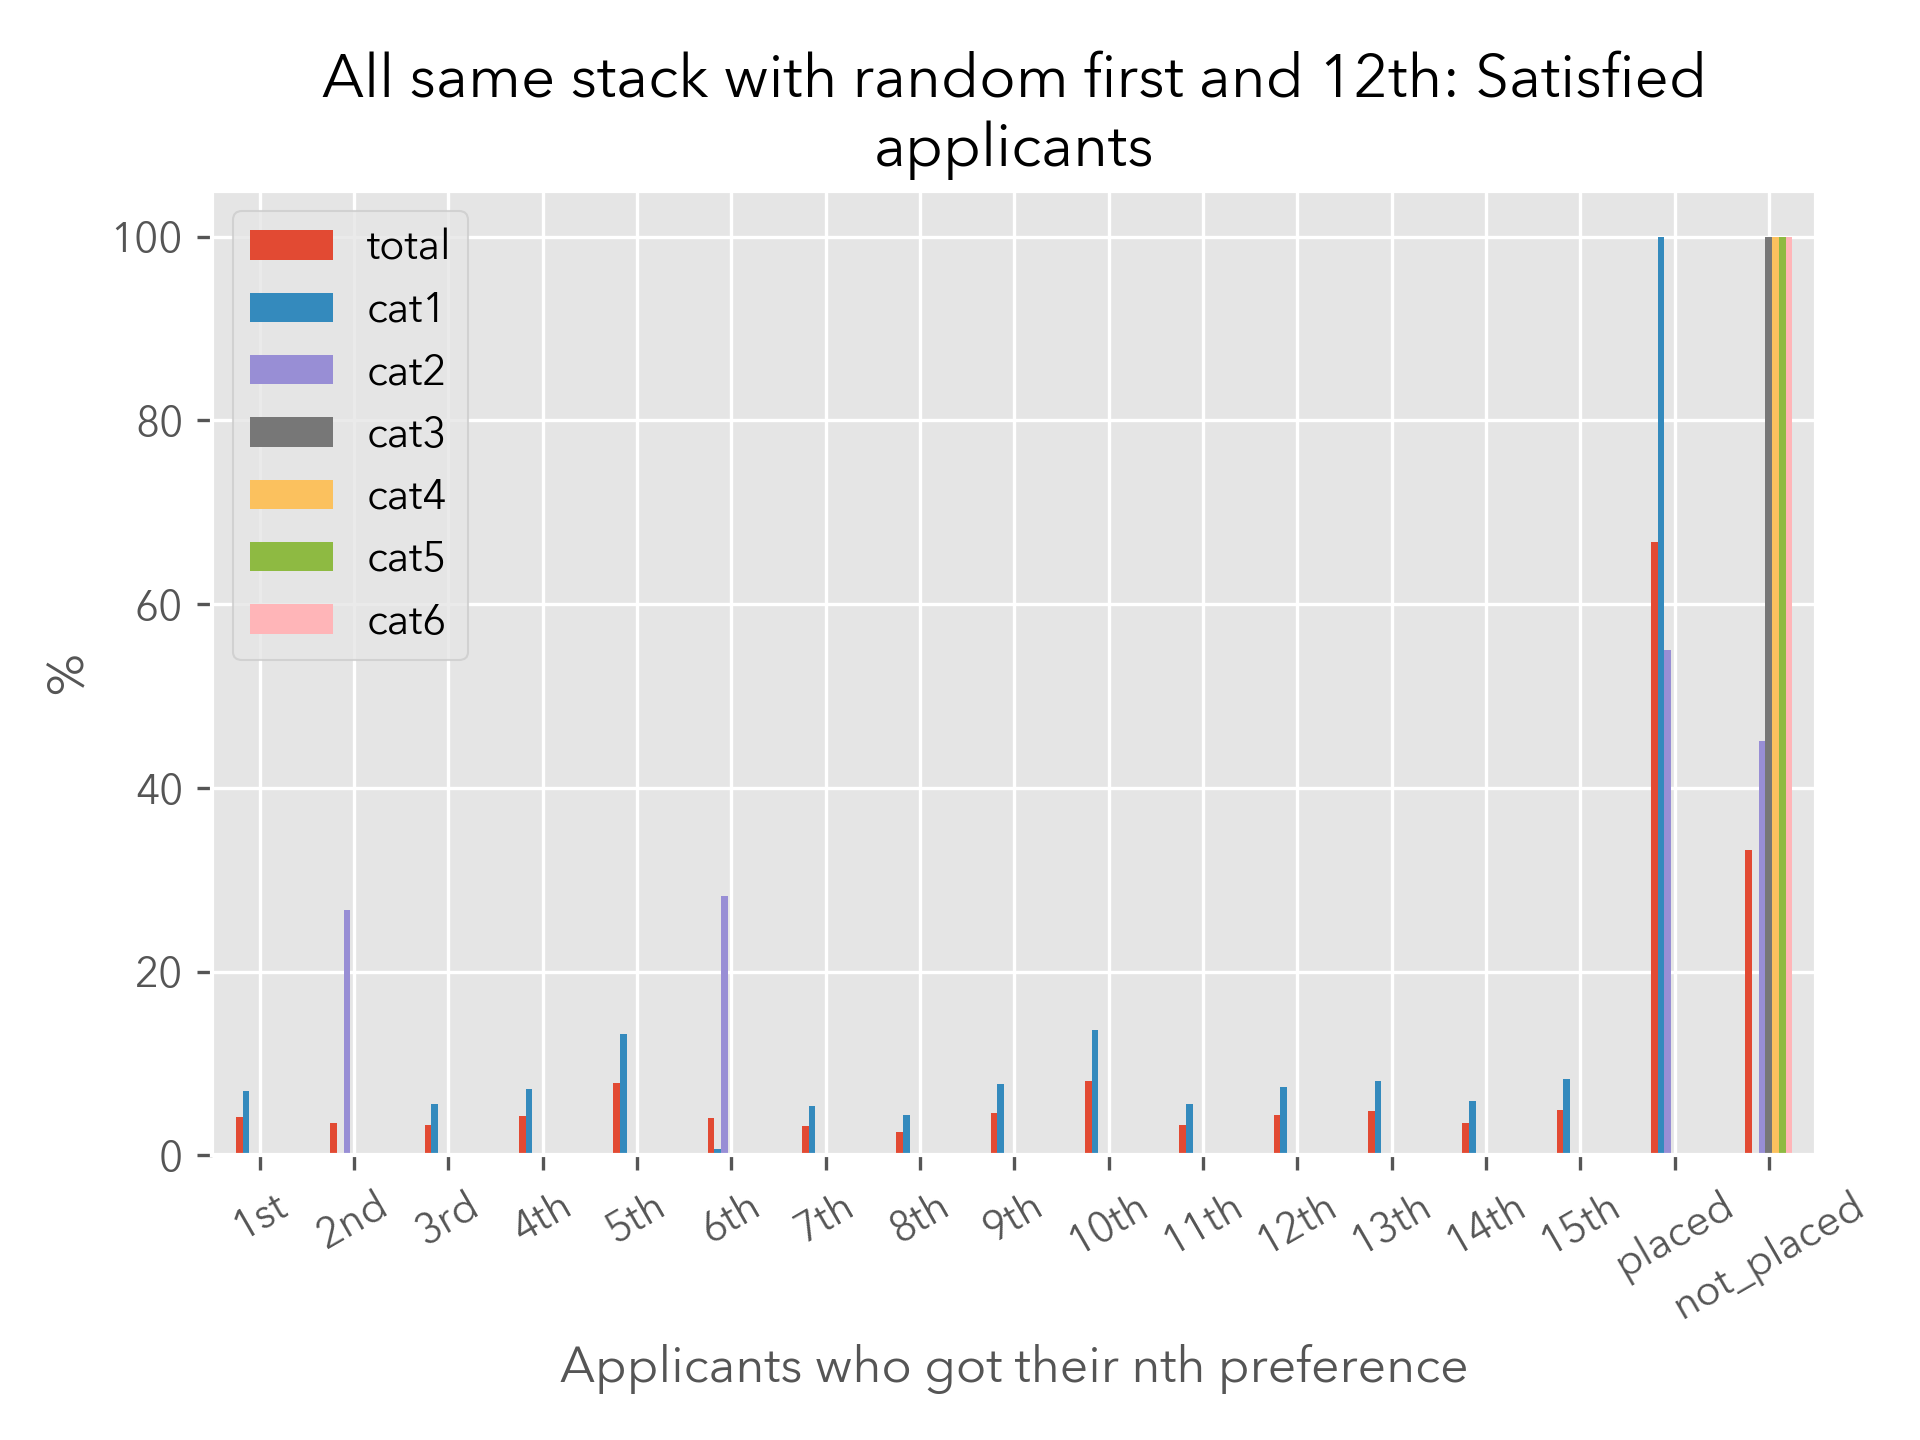 All same stack with random first and 12th: Satisfied
applicants
100
80
60
40
20
0
%
total
cat1
cat2
cat3
cat4
cat5
cat6
1st 2nd 3rd 4th 5th 6th 7th 8th 9th 10th 11th 12th 13th 14th 15th placed not_placed
Applicants who got their nth preference